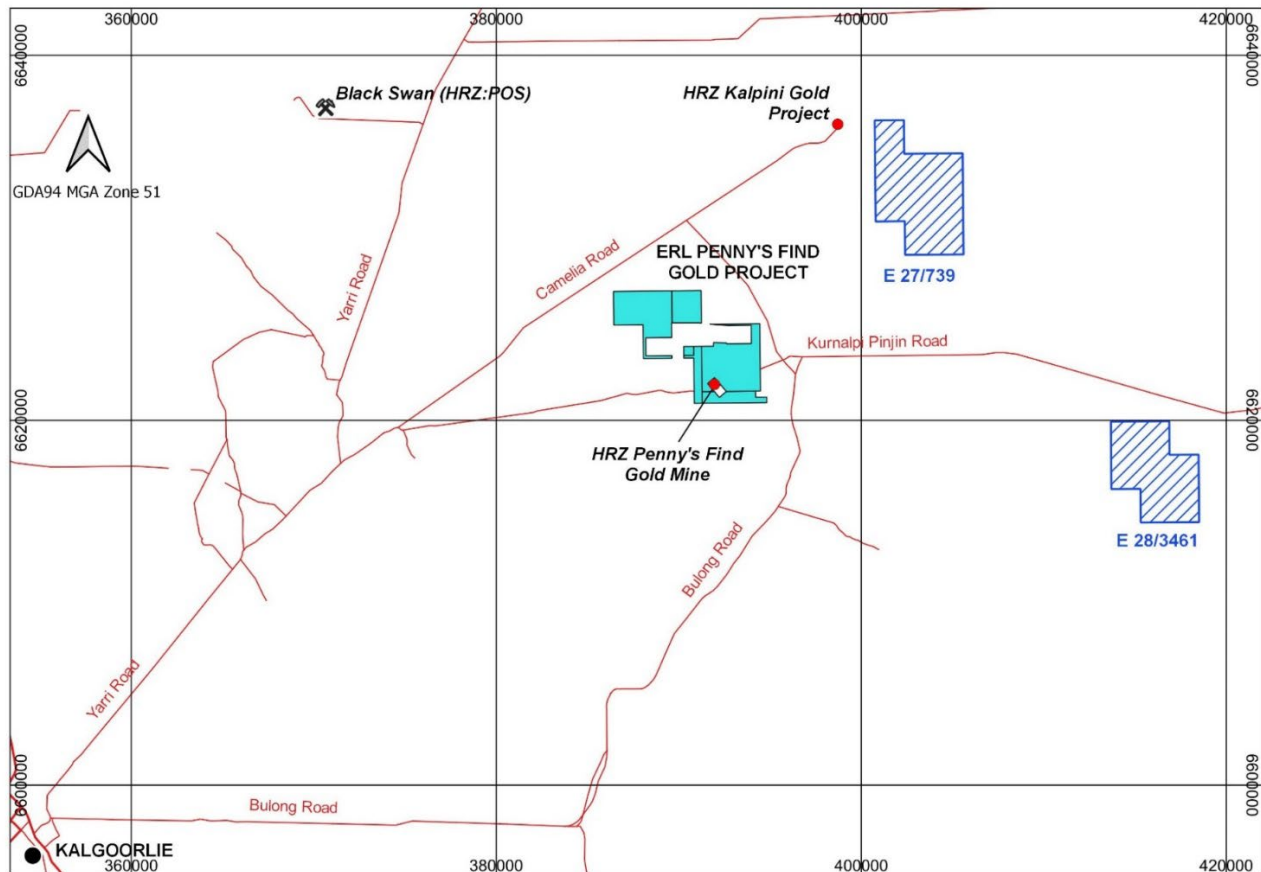 360000
380000
400000
420000
6640000
Black Swan (HRZ:POS)
HRZ Kalpini Gold
Project
GDA94 MGA Zone 51
Yarri Road
Camelia Road
ERL PENNY'S FIND
GOLD PROJECT
E 27/739
Kurnalpi Pinjin Road
6620000
6620000
HRZ Penny's Find
Gold Mine
E 28/3461
Bulong Road
Yarri Road
6600000
6600000
Bulong Road
KALGOORLIE
360000
380000
400000
420000
6640000